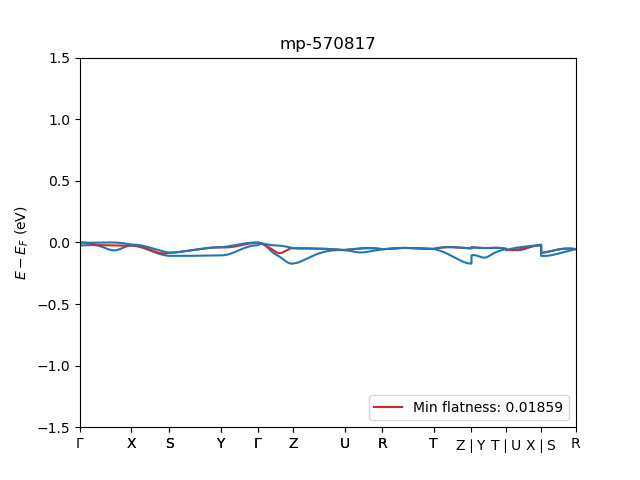 mp-570817
1.5
1.0
0.5
0.0
−0.5
−1.0
−1.5
E − E_F (eV)
Min flatness: 0.01859
Γ X S Y Γ Z U R T Z|Y T|U X|S R